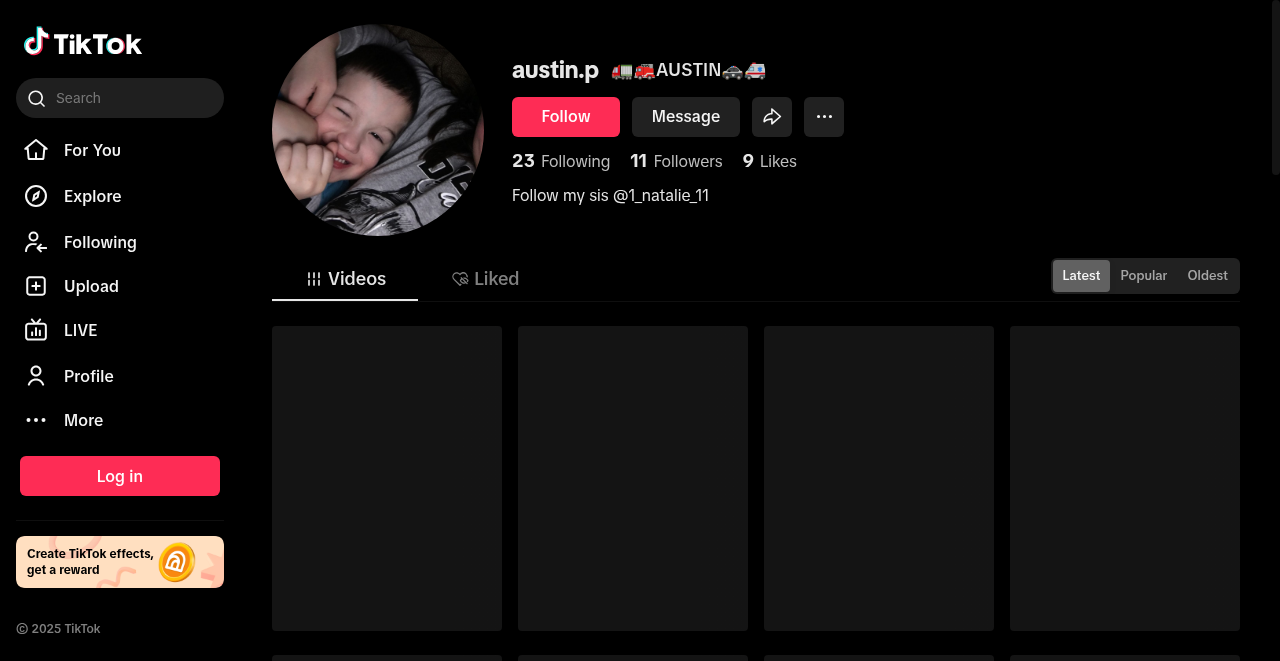 TikTok
Search
For You
Explore
Following
Upload
LIVE
Profile
More
Log in
Create TikTok effects,
get a reward
© 2025 TikTok
austin.p 🚛🚒AUSTIN🚓🚑
Follow
Message
23 Following 11 Followers 9 Likes
Follow my sis @1_natalie_11
Videos
Liked
Latest
Popular
Oldest